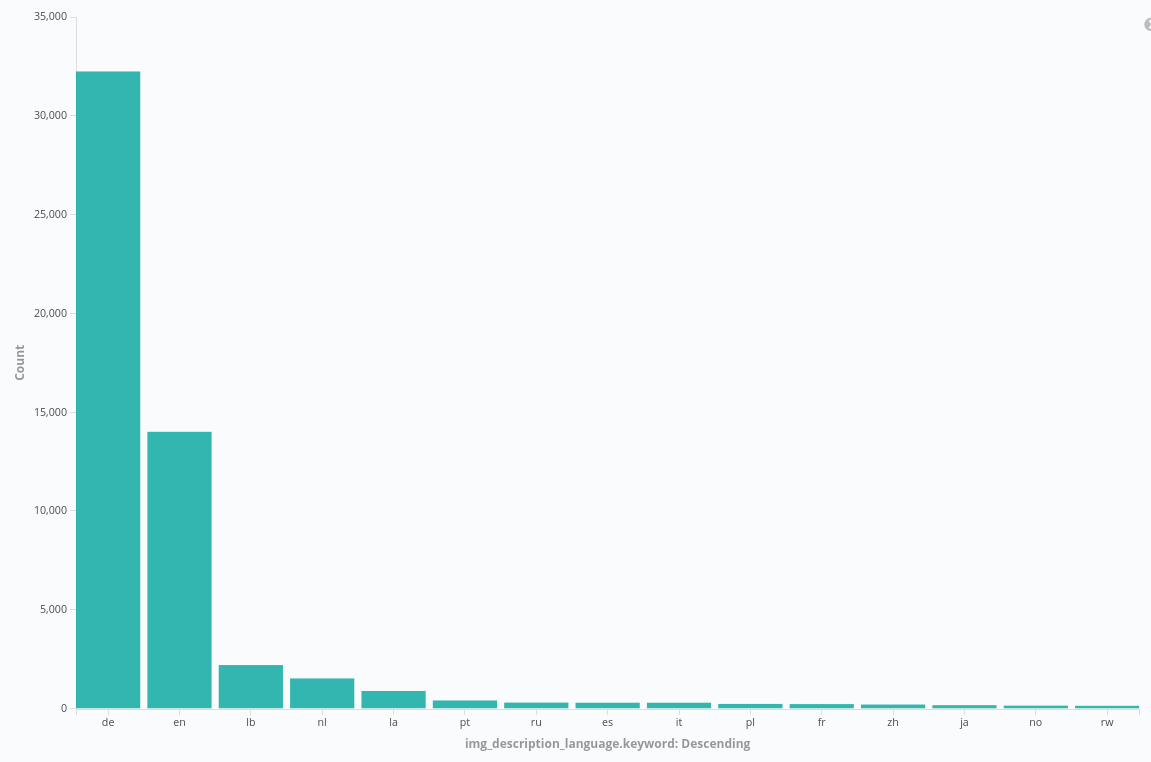 35,000
30,000
25,000
20,000
15,000
10,000
5,000
0
Count
de en lb nl la pt ru es it pl fr zh ja no rw
img_description_language.keyword: Descending